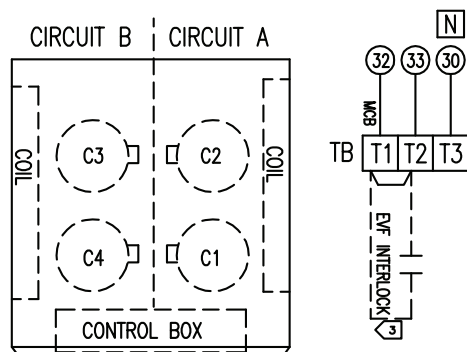 CIRCUIT B CIRCUIT A
COIL
C3 C2
COIL
C4 C1
CONTROL BOX
N
32 33 30
MCB
TB T1 T2 T3
EVF INTERLOCK
3